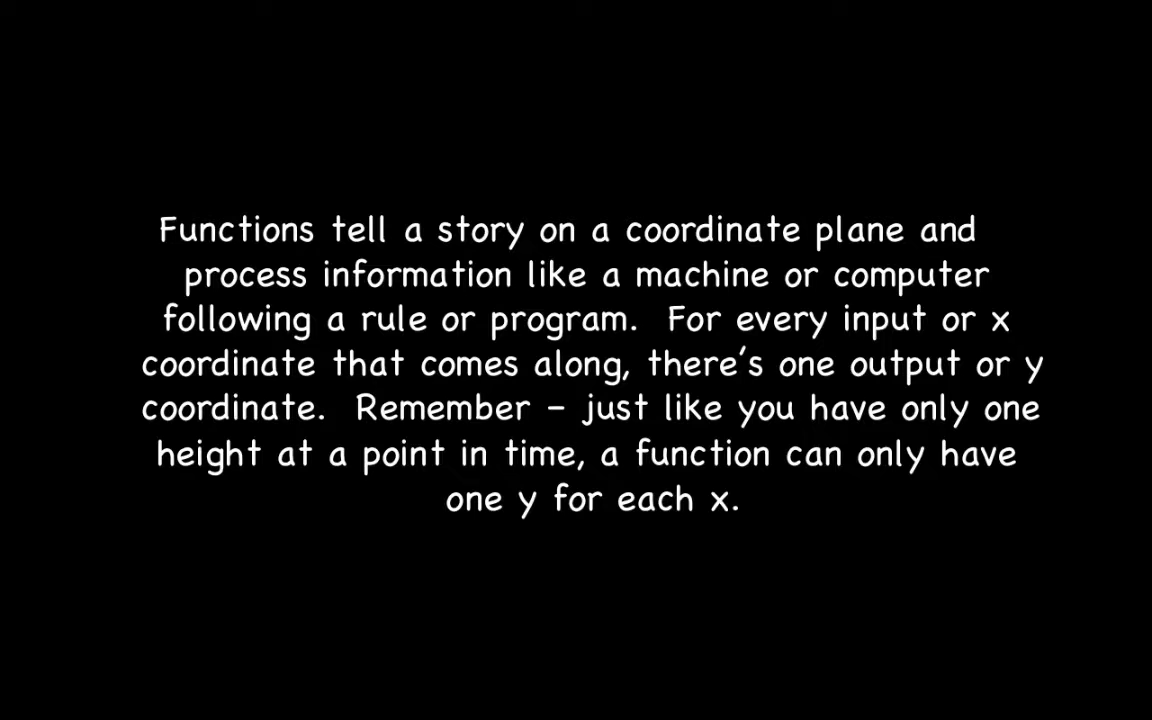 Functions tell a story on a coordinate plane and
process information like a machine or computer
following a rule or program.  For every input or x
coordinate that comes along, there's one output or y
coordinate.  Remember – just like you have only one
height at a point in time, a function can only have
one y for each x.